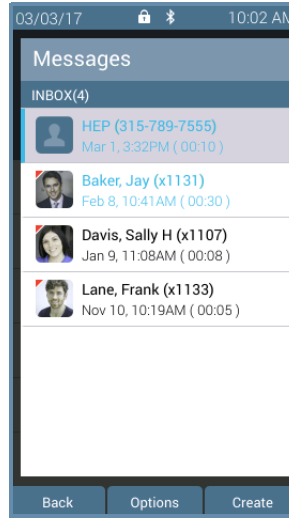 03/03/17 10:02 AM
Messages
INBOX(4)
HEP (315-789-7555)
Mar 1, 3:32PM ( 00:10 )
Baker, Jay (x1131)
Feb 8, 10:41AM ( 00:30 )
Davis, Sally H (x1107)
Jan 9, 11:08AM ( 00:08 )
Lane, Frank (x1133)
Nov 10, 10:19AM ( 00:05 )
Back Options Create